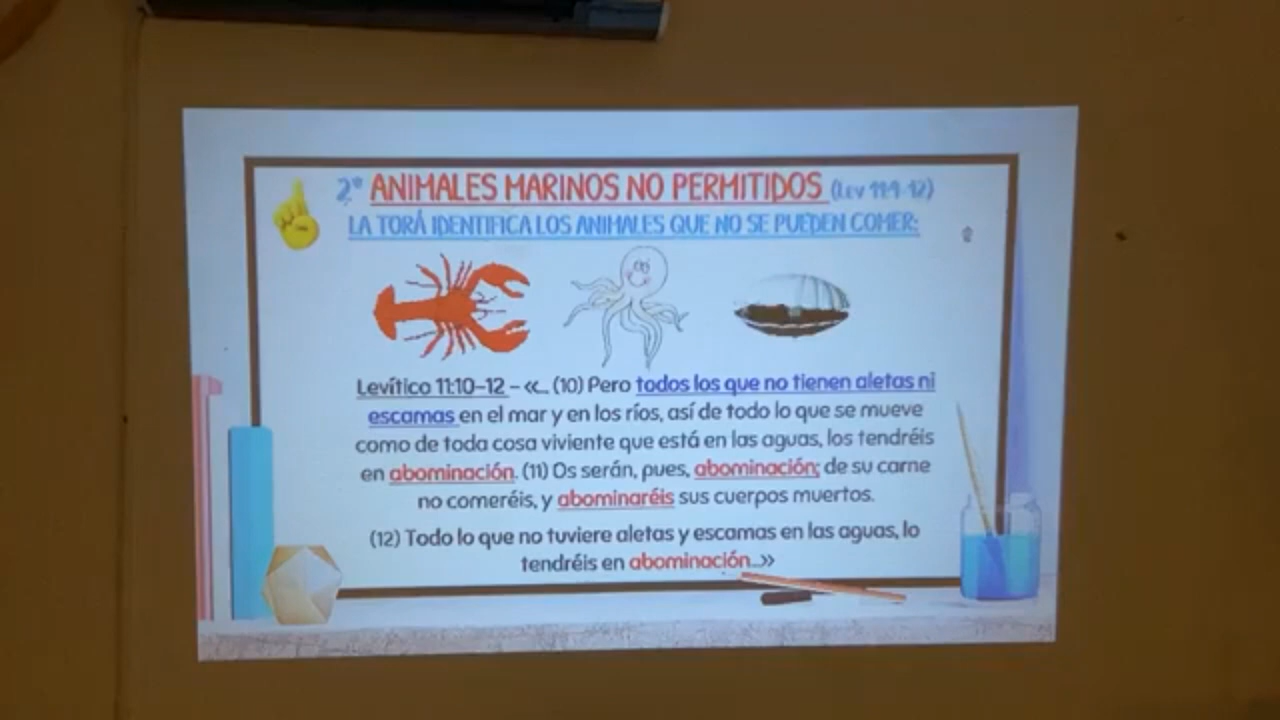 2º ANIMALES MARINOS NO PERMITIDOS (Lev 11:9-12)
LA TORÁ IDENTIFICA LOS ANIMALES QUE NO SE PUEDEN COMER:
Levítico 11:10-12 - «... (10) Pero todos los que no tienen aletas ni
escamas en el mar y en los ríos, así de todo lo que se mueve
como de toda cosa viviente que está en las aguas, los tendréis
en abominación. (11) Os serán, pues, abominación; de su carne
no comeréis, y abominaréis sus cuerpos muertos.
(12) Todo lo que no tuviere aletas y escamas en las aguas, lo
tendréis en abominación...»